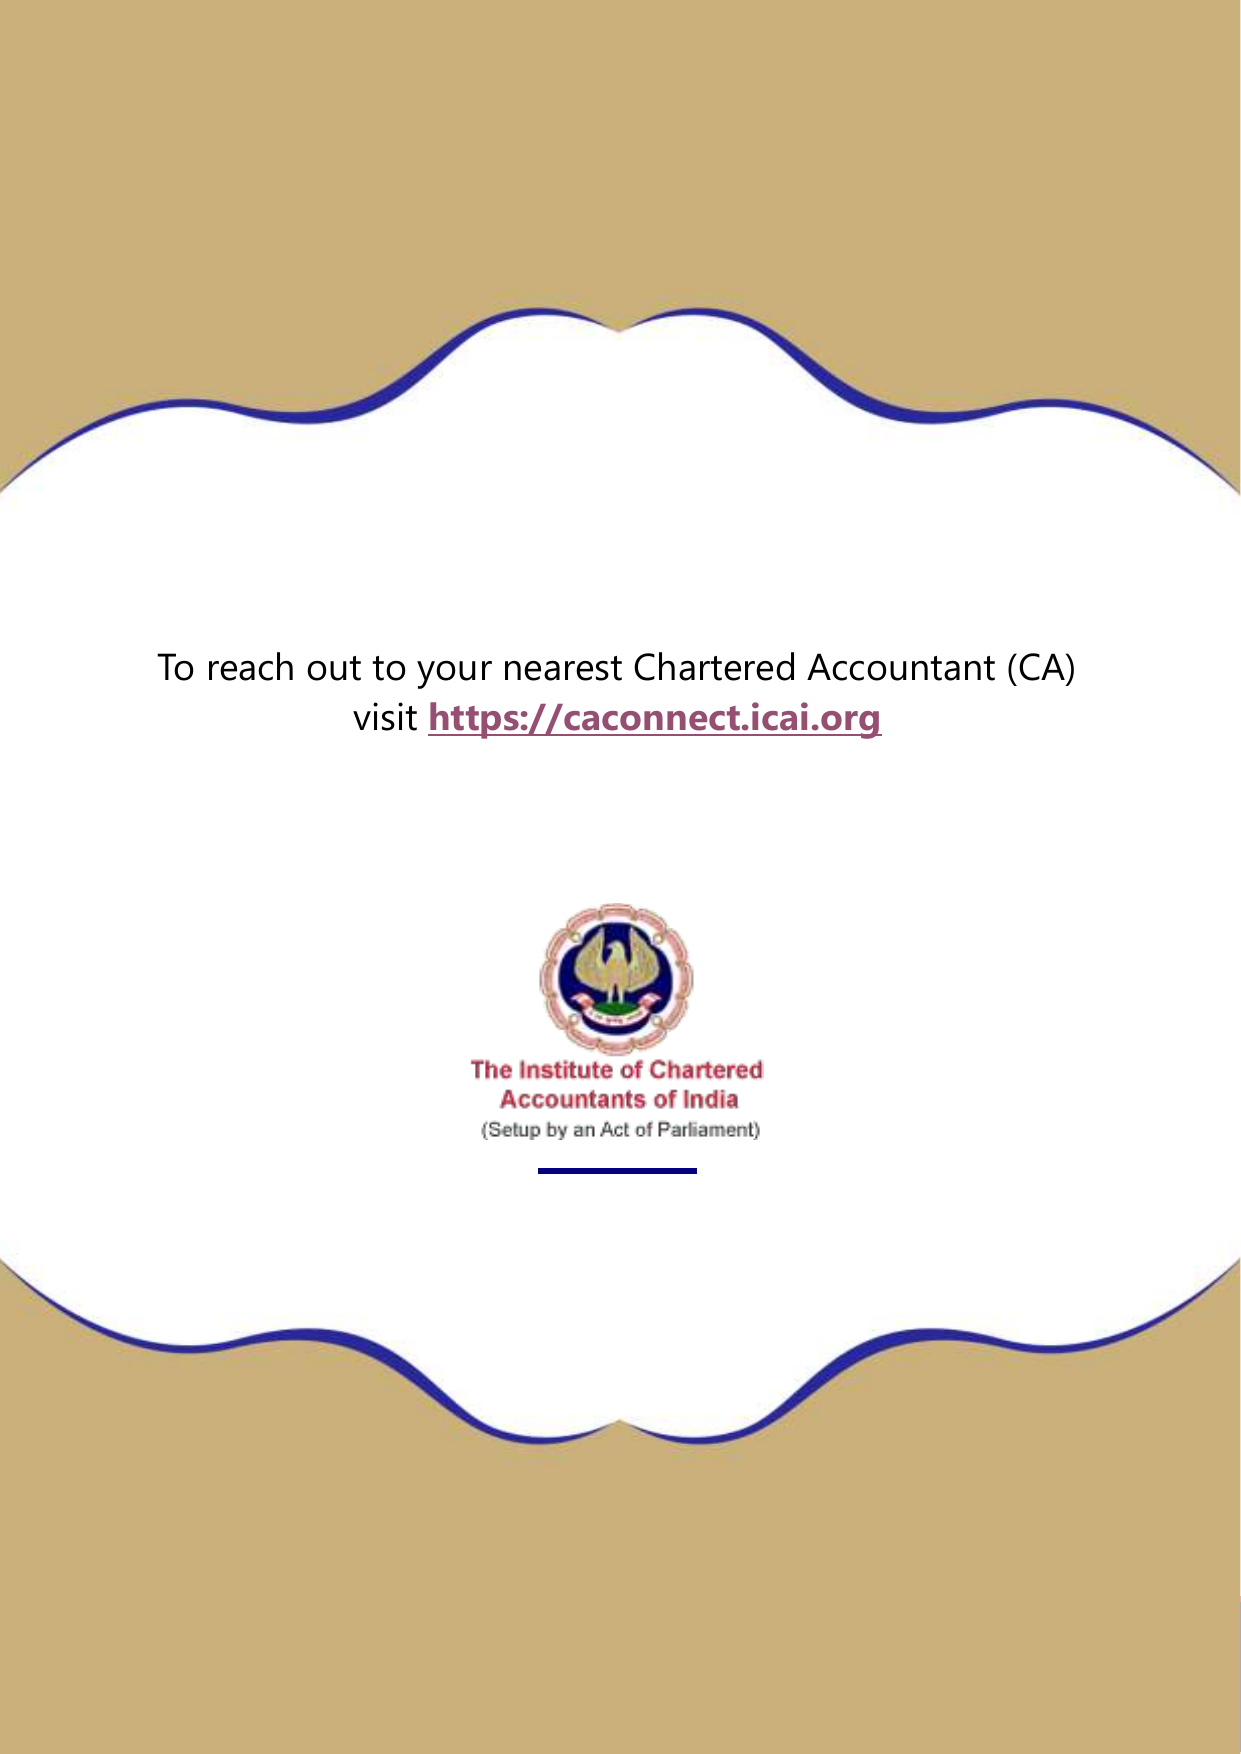 To reach out to your nearest Chartered Accountant (CA)
visit https://caconnect.icai.org
The Institute of Chartered
Accountants of India
(Setup by an Act of Parliament)